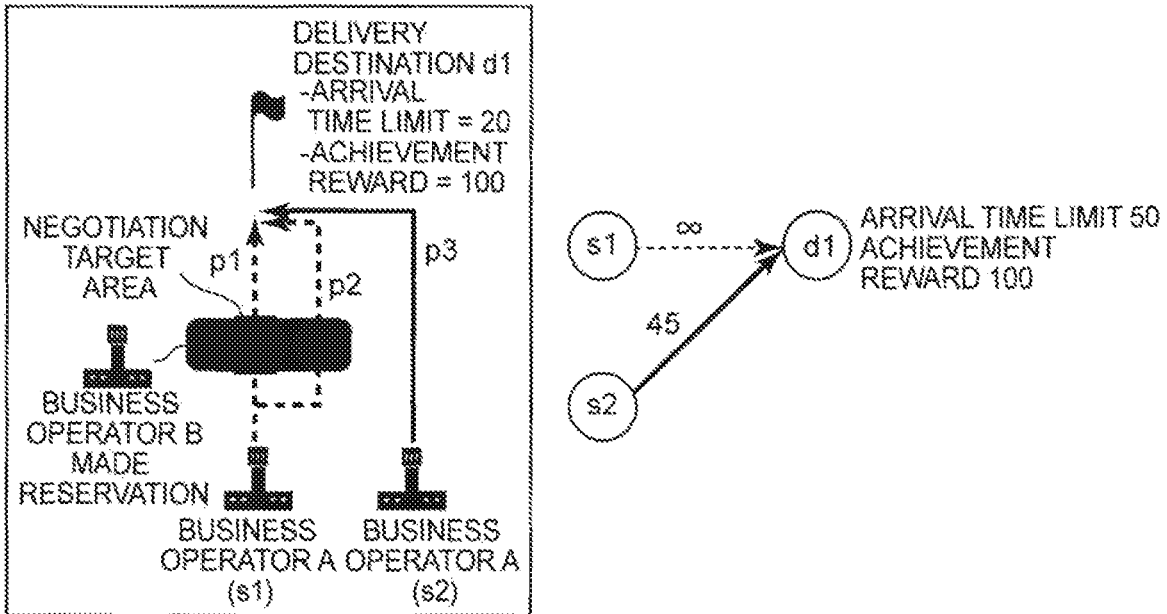 DELIVERY
DESTINATION d1
-ARRIVAL
TIME LIMIT = 20
-ACHIEVEMENT
REWARD = 100
NEGOTIATION
TARGET
AREA
p1
p2
p3
BUSINESS
OPERATOR B
MADE
RESERVATION
BUSINESS
OPERATOR A
(s1)
BUSINESS
OPERATOR A
(s2)
s1
∞
d1
ARRIVAL TIME LIMIT 50
ACHIEVEMENT
REWARD 100
45
s2